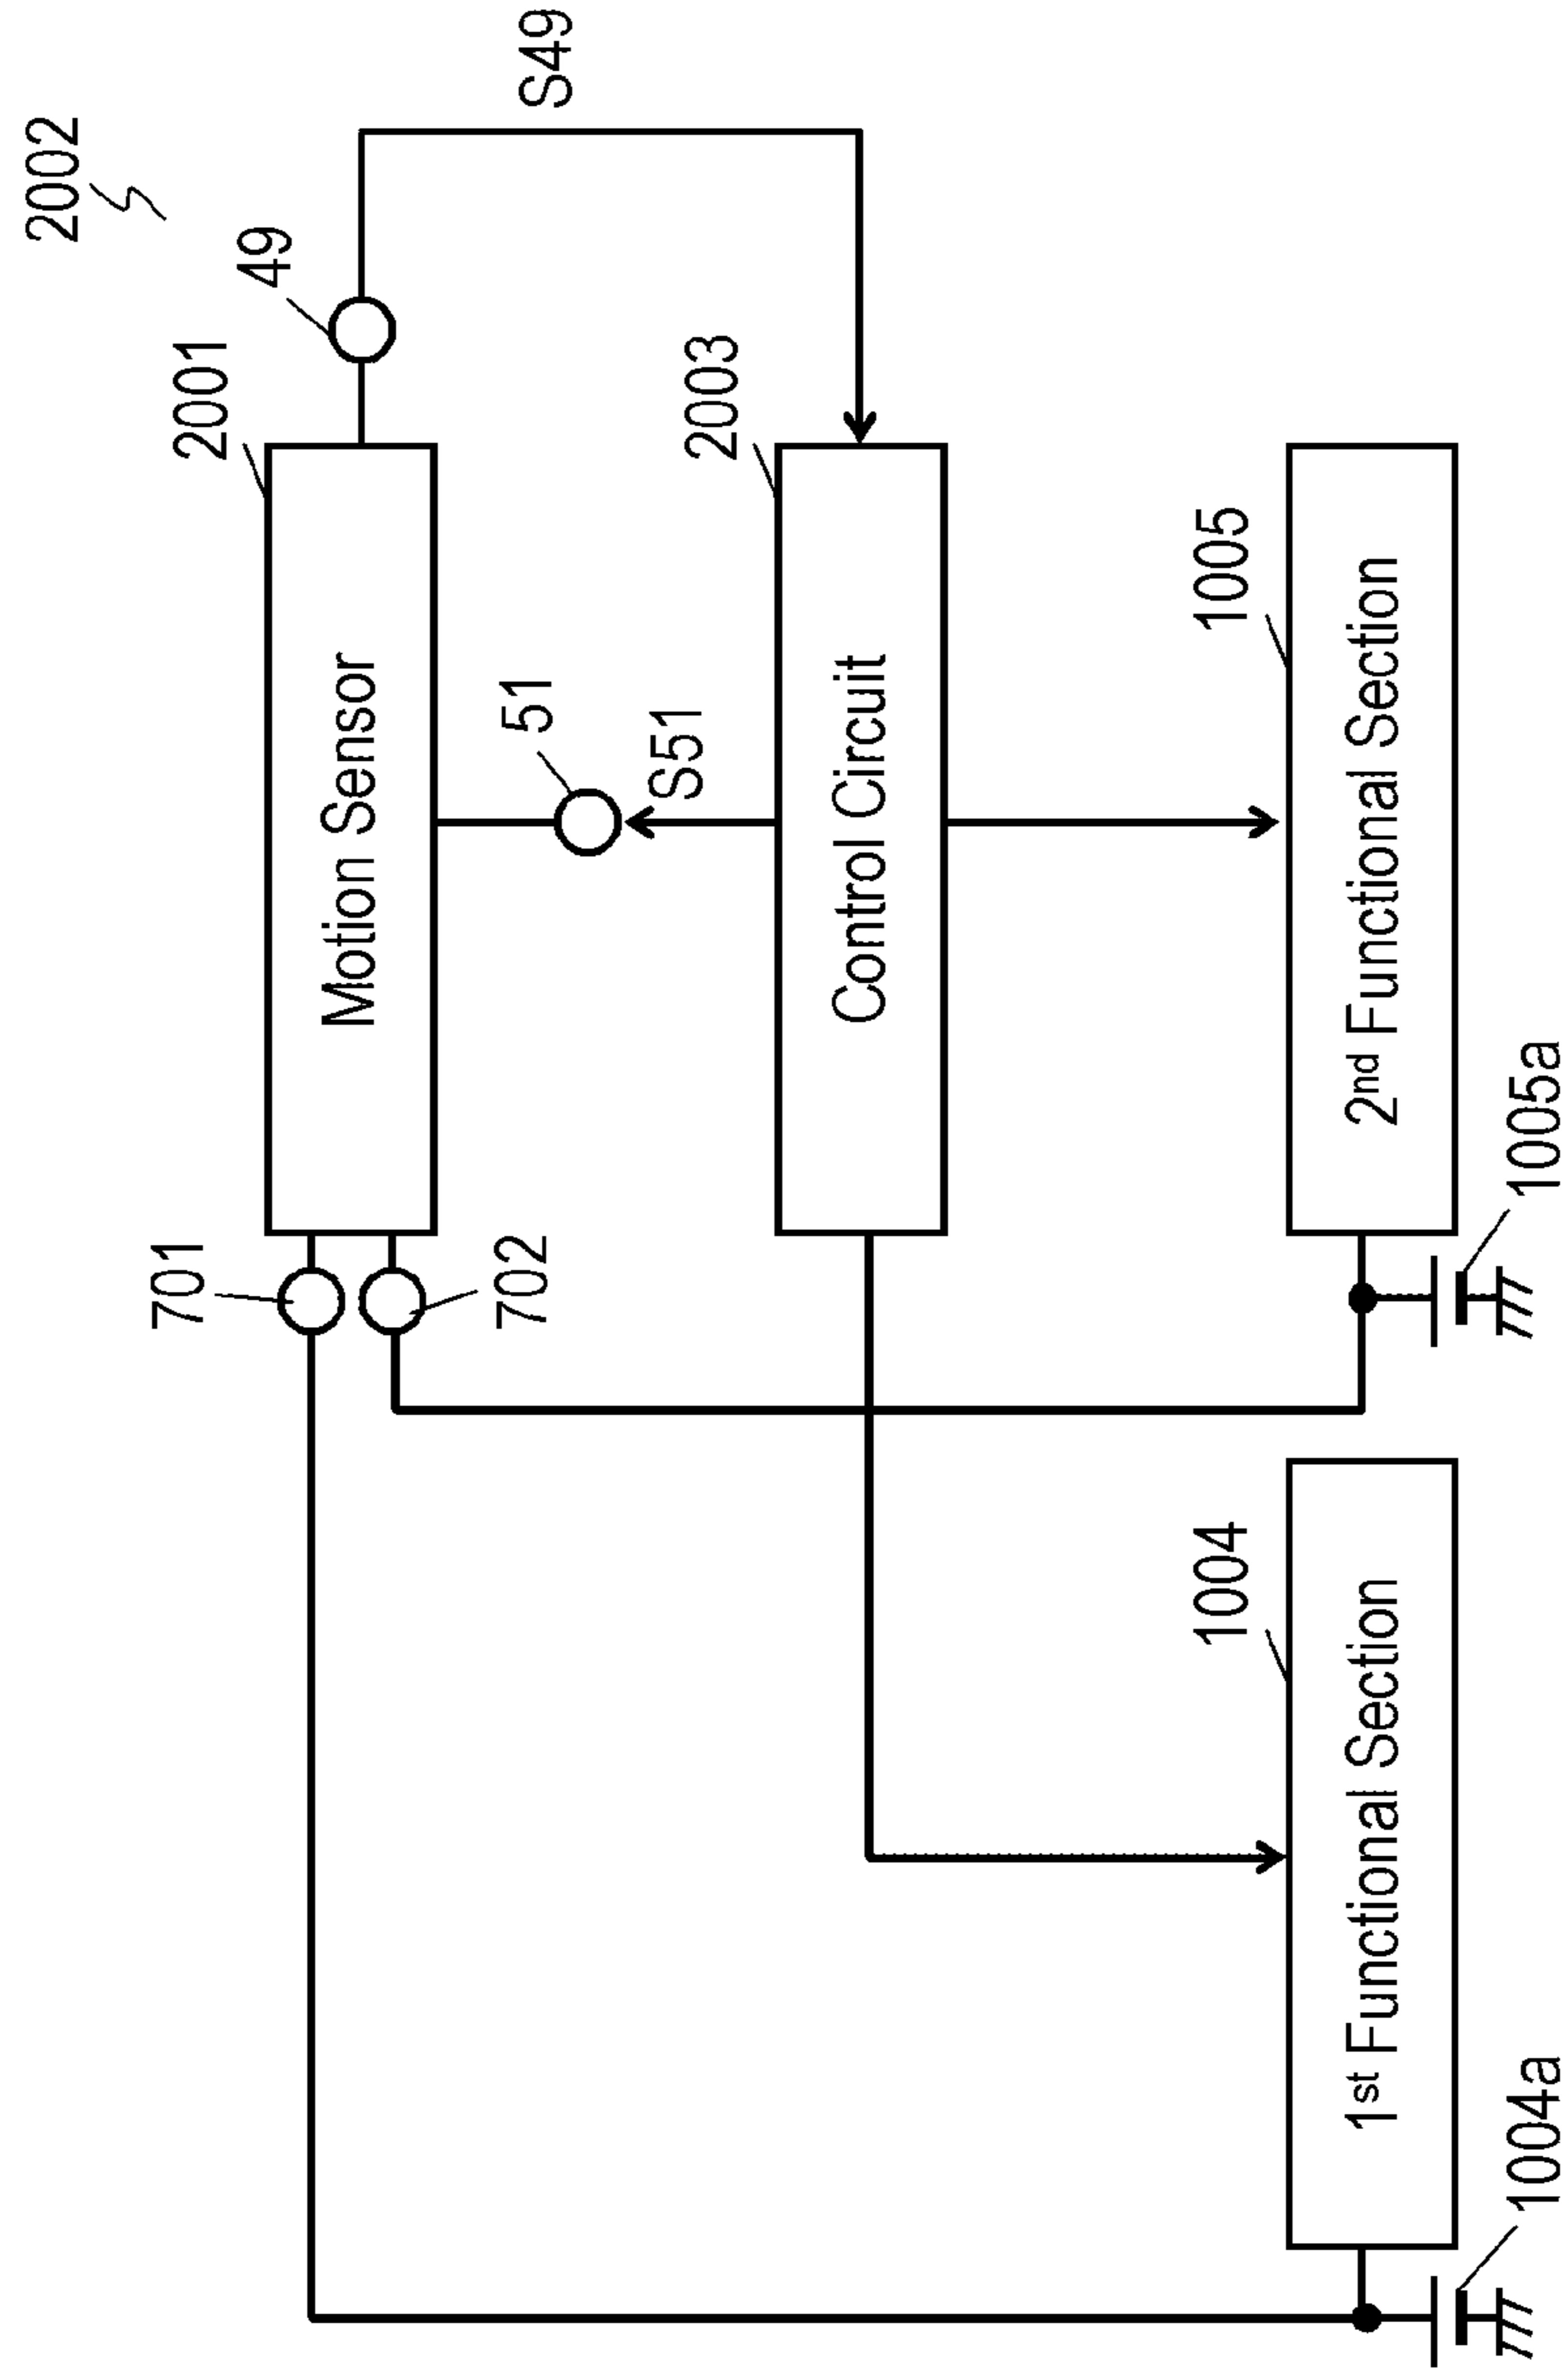 2002
701
2001
49
Motion Sensor
702
51
S49
S51
2003
Control Circuit
1004
1005
1st Functional Section
2nd Functional Section
1004a
1005a